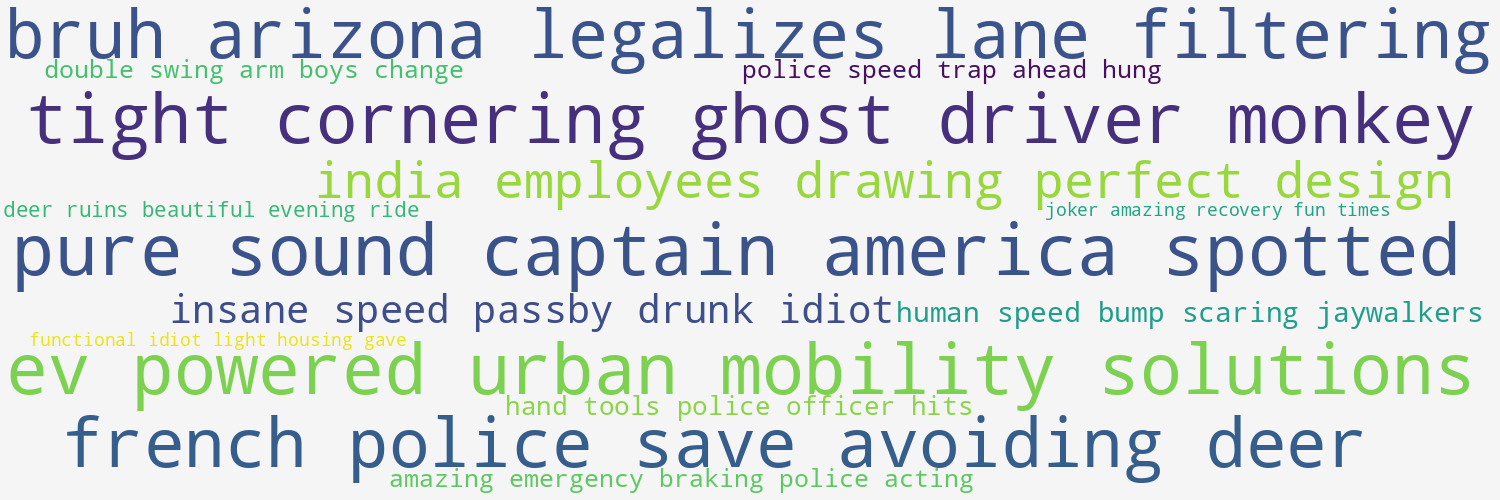 bruh arizona legalizes lane filtering
double swing arm boys change
police speed trap ahead hung
tight cornering ghost driver monkey
india employees drawing perfect design
deer ruins beautiful evening ride
joker amazing recovery fun times
pure sound captain america spotted
insane speed passby drunk idiot
human speed bump scaring jaywalkers
functional idiot light housing gave
ev powered urban mobility solutions
hand tools police officer hits
french police save avoiding deer
amazing emergency braking police acting